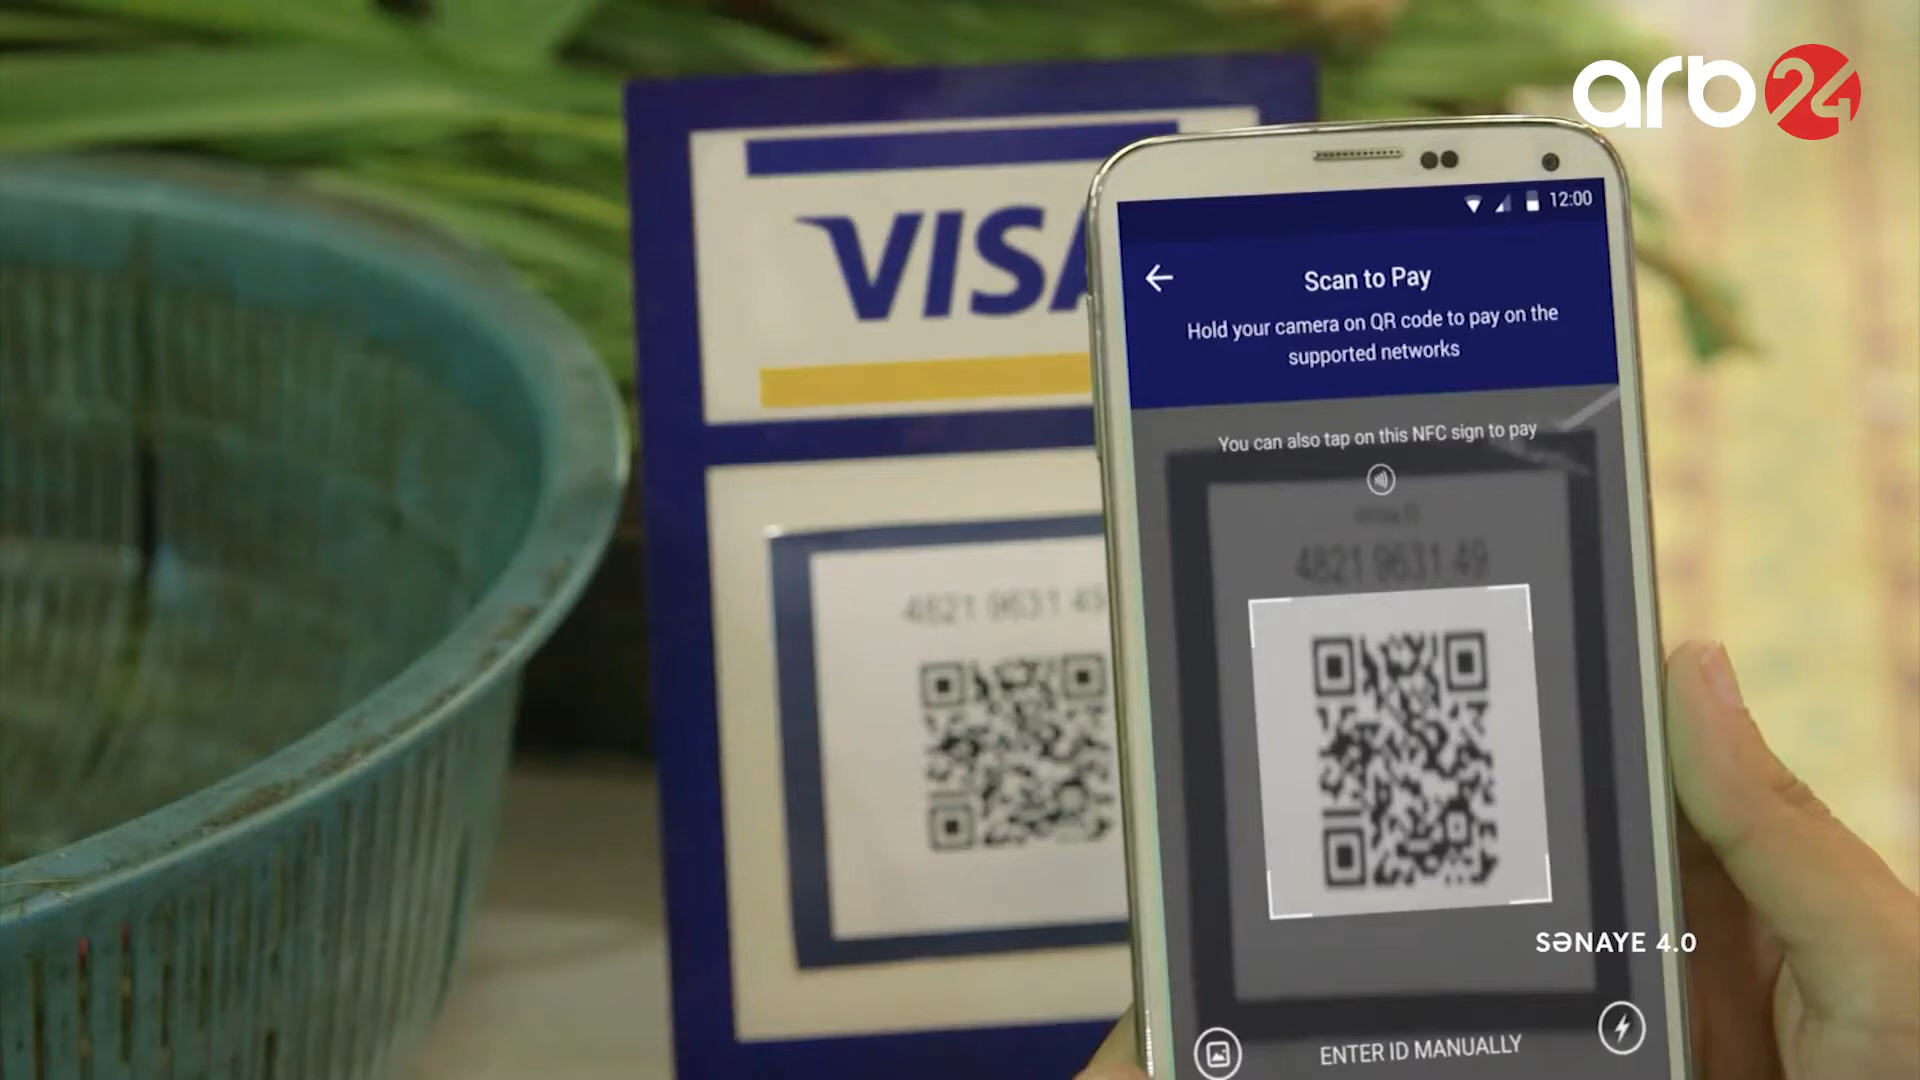 arb 24
VISA
4821 9631 49
12:00
Scan to Pay
Hold your camera on QR code to pay on the
supported networks
You can also tap on this NFC sign to pay
4821 9631 49
SƏNAYE 4.0
ENTER ID MANUALLY